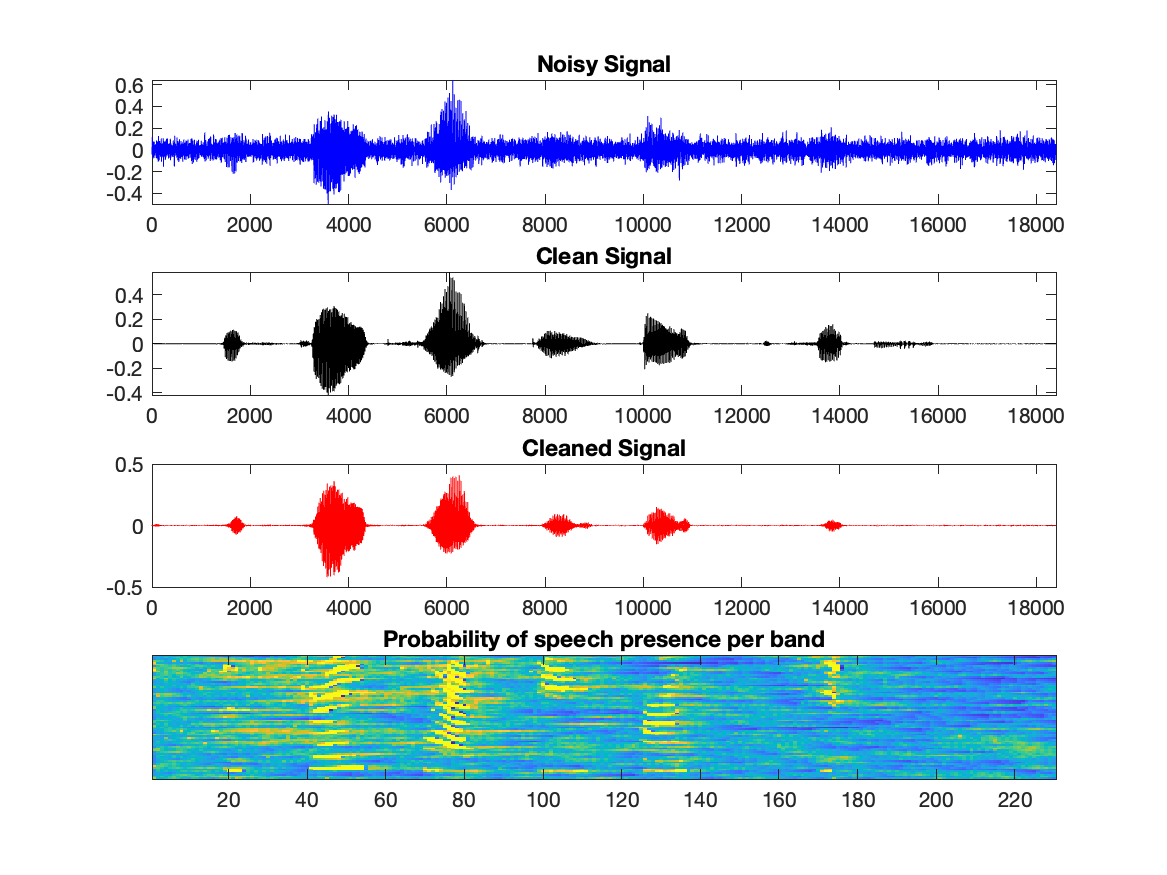 Noisy Signal
0.6
0.4
0.2
0
-0.2
-0.4
0 2000 4000 6000 8000 10000 12000 14000 16000 18000
Clean Signal
0.4
0.2
0
-0.2
-0.4
0 2000 4000 6000 8000 10000 12000 14000 16000 18000
Cleaned Signal
0.5
0
-0.5
0 2000 4000 6000 8000 10000 12000 14000 16000 18000
Probability of speech presence per band
20 40 60 80 100 120 140 160 180 200 220